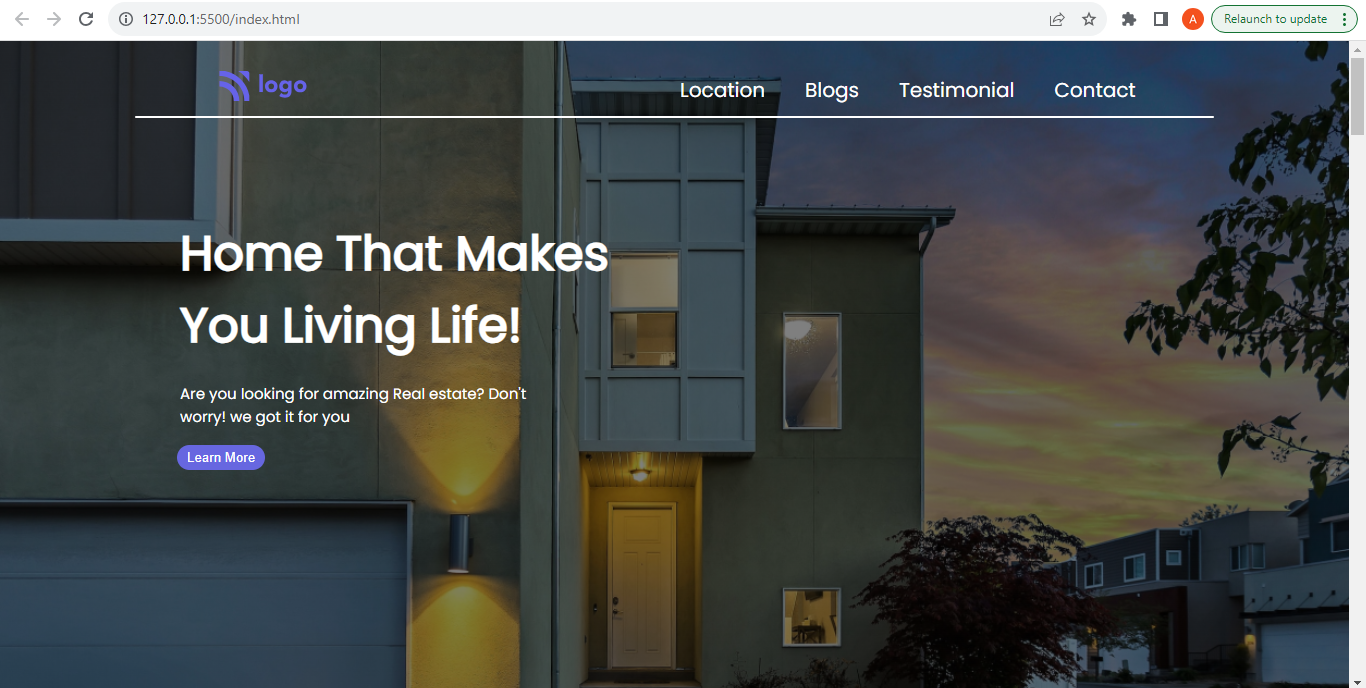 127.0.0.1:5500/index.html
A
Relaunch to update
logo
Location Blogs Testimonial Contact
Home That Makes
You Living Life!
Are you looking for amazing Real estate? Don't
worry! we got it for you
Learn More